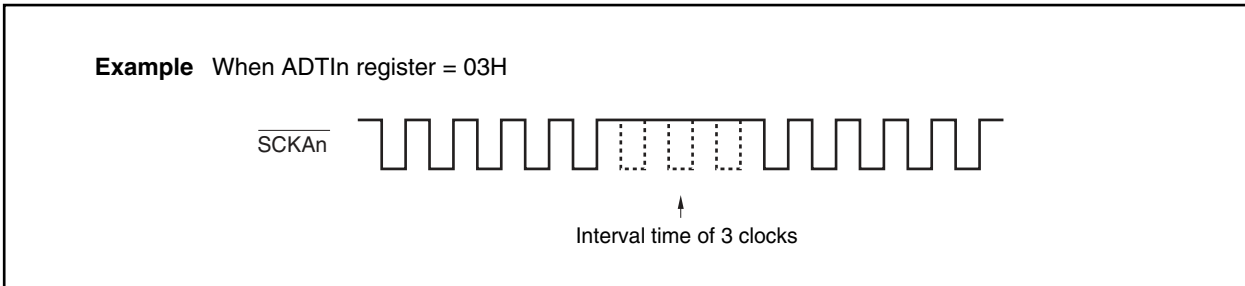 Example When ADTIn register = 03H
SCKAn
Interval time of 3 clocks